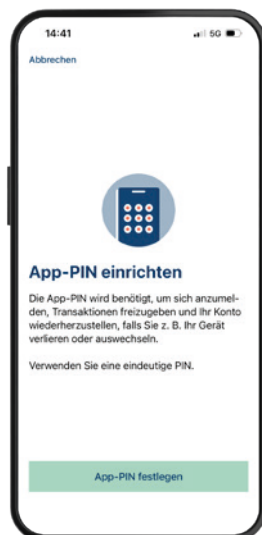 14:41
5G
Abbrechen
App-PIN einrichten
Die App-PIN wird benötigt, um sich anzumel-
den, Transaktionen freizugeben und Ihr Konto
wiederherzustellen, falls Sie z. B. Ihr Gerät
verlieren oder auswechseln.
Verwenden Sie eine eindeutige PIN.
App-PIN festlegen